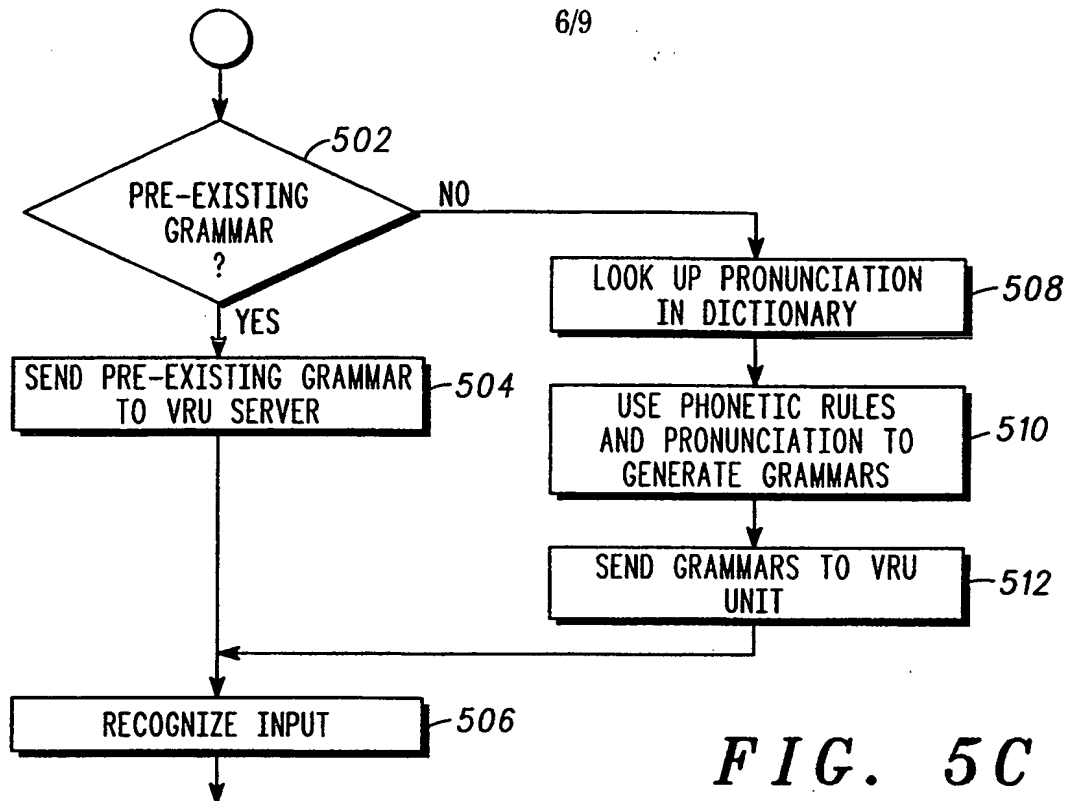 6/9
502
PRE-EXISTING
GRAMMAR
?
NO
YES
SEND PRE-EXISTING GRAMMAR
TO VRU SERVER
504
LOOK UP PRONUNCIATION
IN DICTIONARY
508
USE PHONETIC RULES
AND PRONUNCIATION TO
GENERATE GRAMMARS
510
SEND GRAMMARS TO VRU
UNIT
512
RECOGNIZE INPUT
506
FIG. 5C